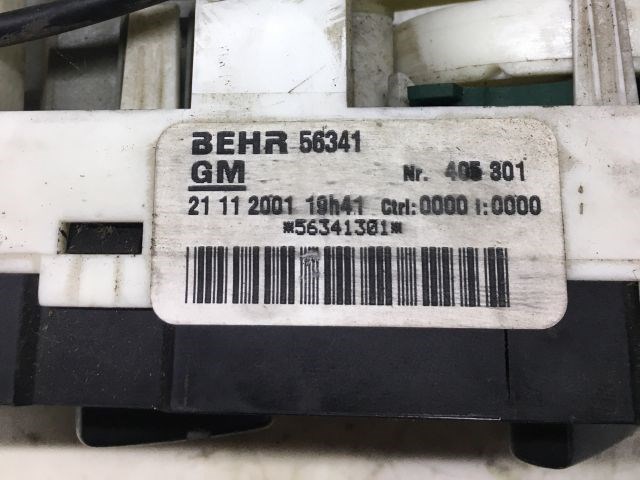 BEHR 56341
GM Nr. 405 301
21 11 2001 19h41 Ctrl:0000 i:0000
*56341301*